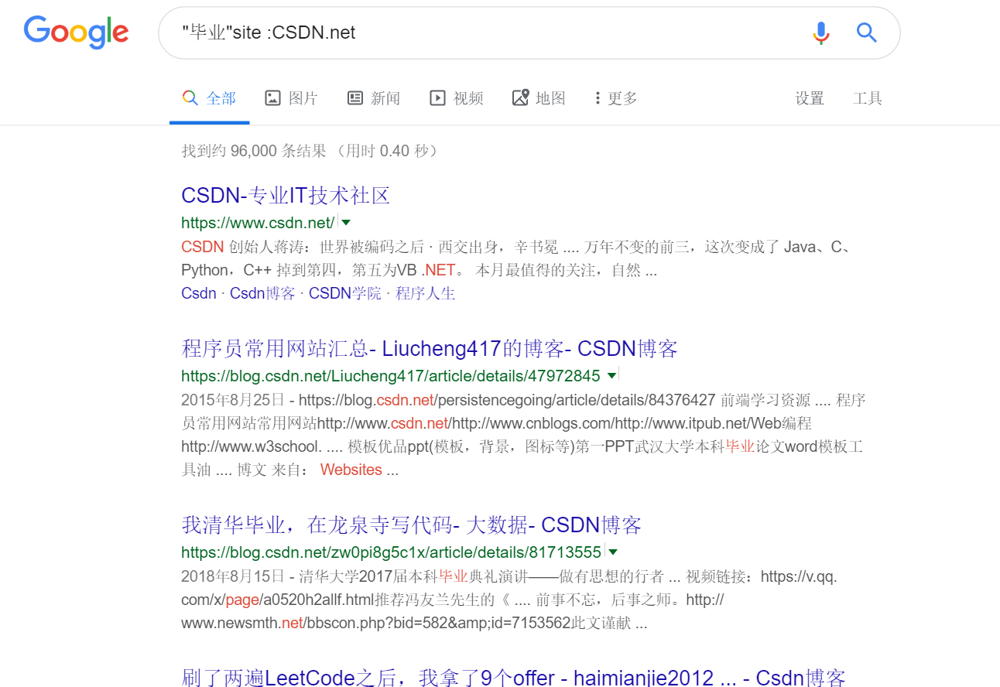 Google
"毕业"site :CSDN.net
全部 图片 新闻 视频 地图 更多 设置 工具
找到约 96,000 条结果 （用时 0.40 秒）
CSDN-专业IT技术社区
https://www.csdn.net/
CSDN 创始人蒋涛：世界被编码之后 · 西交出身，辛书冕 .... 万年不变的前三，这次变成了 Java、C、
Python，C++ 掉到第四，第五为VB .NET。 本月最值得的关注，自然 ...
Csdn · Csdn博客 · CSDN学院 · 程序人生
程序员常用网站汇总- Liucheng417的博客- CSDN博客
https://blog.csdn.net/Liucheng417/article/details/47972845
2015年8月25日 - https://blog.csdn.net/persistencegoing/article/details/84376427 前端学习资源 .... 程序
员常用网站常用网站http://www.csdn.net/http://www.cnblogs.com/http://www.itpub.net/Web编程
http://www.w3school. .... 模板优品ppt(模板，背景，图标等)第一PPT武汉大学本科毕业论文word模板工
具油 .... 博文 来自： Websites ...
我清华毕业，在龙泉寺写代码- 大数据- CSDN博客
https://blog.csdn.net/zw0pi8g5c1x/article/details/81713555
2018年8月15日 - 清华大学2017届本科毕业典礼演讲——做有思想的行者 ... 视频链接：https://v.qq.
com/x/page/a0520h2allf.html推荐冯友兰先生的《 .... 前事不忘，后事之师。http://
www.newsmth.net/bbscon.php?bid=582&amp;id=7153562此文谨献 ...
刷了两遍LeetCode之后，我拿了9个offer - haimianjie2012 ... - Csdn博客